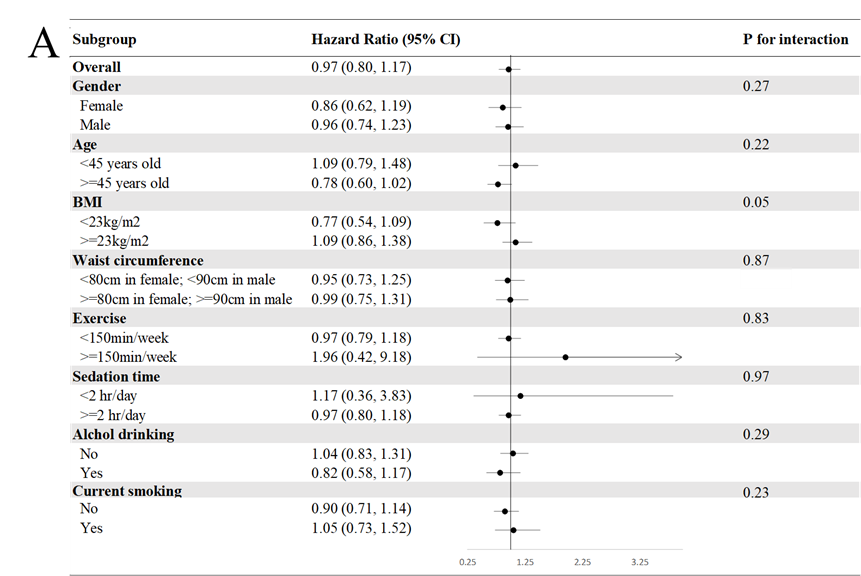 A
Subgroup Hazard Ratio (95% CI) P for interaction
Overall 0.97 (0.80, 1.17)
Gender 0.27
Female 0.86 (0.62, 1.19)
Male 0.96 (0.74, 1.23)
Age 0.22
<45 years old 1.09 (0.79, 1.48)
>=45 years old 0.78 (0.60, 1.02)
BMI 0.05
<23kg/m2 0.77 (0.54, 1.09)
>=23kg/m2 1.09 (0.86, 1.38)
Waist circumference 0.87
<80cm in female; <90cm in male 0.95 (0.73, 1.25)
>=80cm in female; >=90cm in male 0.99 (0.75, 1.31)
Exercise 0.83
<150min/week 0.97 (0.79, 1.18)
>=150min/week 1.96 (0.42, 9.18)
Sedation time 0.97
<2 hr/day 1.17 (0.36, 3.83)
>=2 hr/day 0.97 (0.80, 1.18)
Alchol drinking 0.29
No 1.04 (0.83, 1.31)
Yes 0.82 (0.58, 1.17)
Current smoking 0.23
No 0.90 (0.71, 1.14)
Yes 1.05 (0.73, 1.52)
0.25 1.25 2.25 3.25